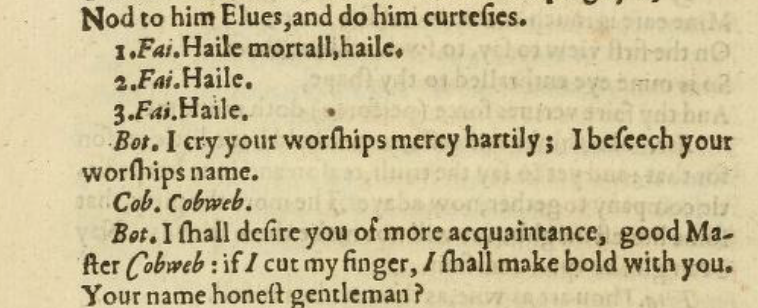 Nod to him Elues,and do him curteſies.
1.Fai.Haile mortall,haile.
2.Fai.Haile.
3.Fai.Haile.
Bot. I cry your worſhips mercy hartily ; I beſeech your
worſhips name.
Cob. Cobweb.
Bot. I ſhall deſire you of more acquaintance, good Ma-
ſter Cobweb : if I cut my finger, I ſhall make bold with you.
Your name honeſt gentleman ?